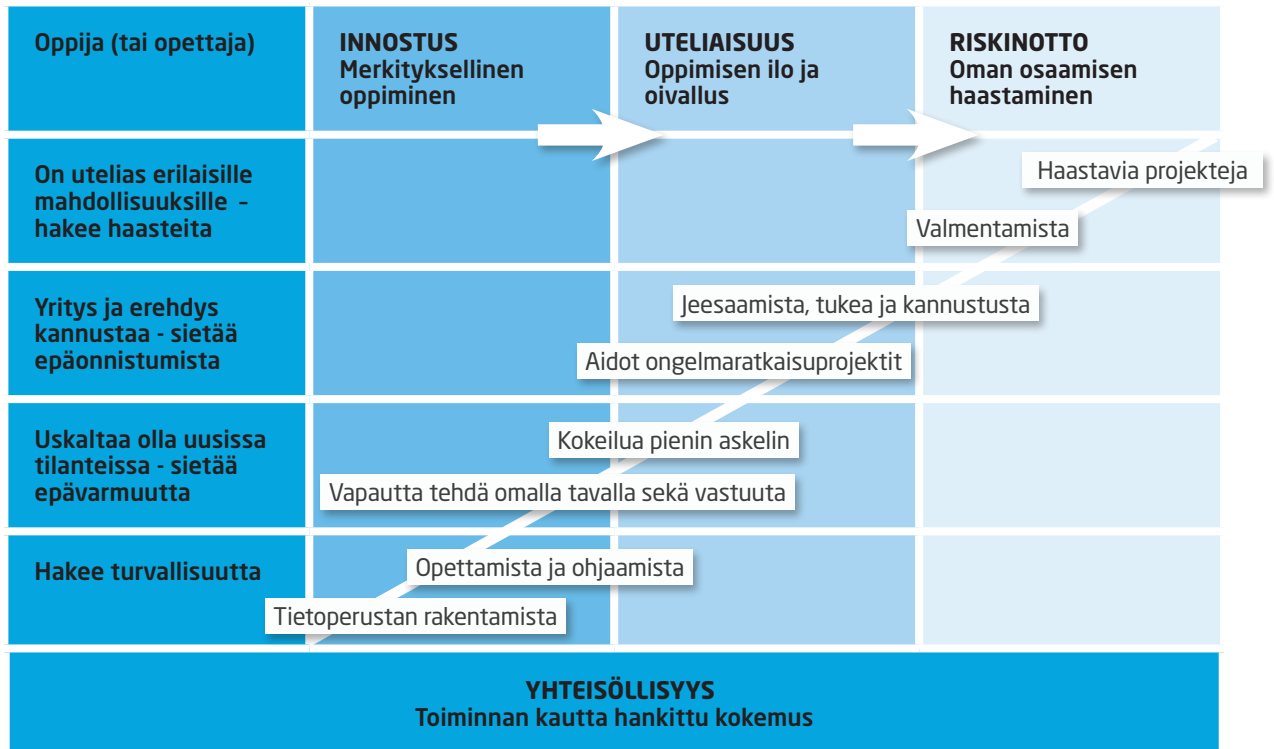 Oppija (tai opettaja)
INNOSTUS
Merkityksellinen
oppiminen
UTELIAISUUS
Oppimisen ilo ja
oivallus
RISKINOTTO
Oman osaamisen
haastaminen
On utelias erilaisille
mahdollisuuksille –
hakee haasteita
Haastavia projekteja
Valmentamista
Yritys ja erehdys
kannustaa - sietää
epäonnistumista
Jeesaamista, tukea ja kannustusta
Aidot ongelmaratkaisuprojektit
Uskaltaa olla uusissa
tilanteissa - sietää
epävarmuutta
Kokeilua pienin askelin
Vapautta tehdä omalla tavalla sekä vastuuta
Hakee turvallisuutta
Opettamista ja ohjaamista
Tietoperustan rakentamista
YHTEISÖLLISYYS
Toiminnan kautta hankittu kokemus